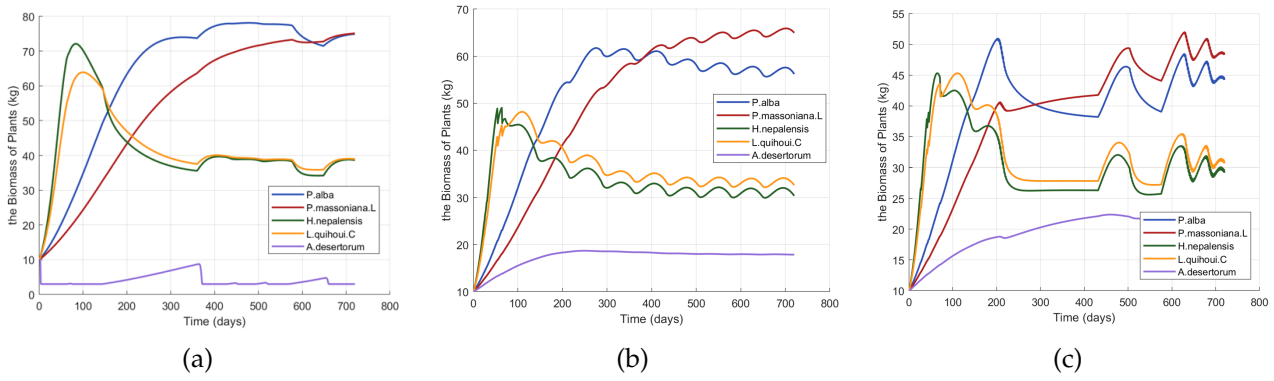 the Biomass of Plants (kg)
80
70
60
50
40
30
20
10
0
0 100 200 300 400 500 600 700 800
Time (days)
P.alba
P.massoniana.L
H.nepalensis
L.quihoui.C
A.desertorum
(a)
the Biomass of Plants (kg)
70
60
50
40
30
20
10
0 100 200 300 400 500 600 700 800
Time (days)
P.alba
P.massoniana.L
H.nepalensis
L.quihoui.C
A.desertorum
(b)
the Biomass of Plants (kg)
55
50
45
40
35
30
25
20
15
10
0 100 200 300 400 500 600 700 800
Time (days)
P.alba
P.massoniana.L
H.nepalensis
L.quihoui.C
A.desertorum
(c)